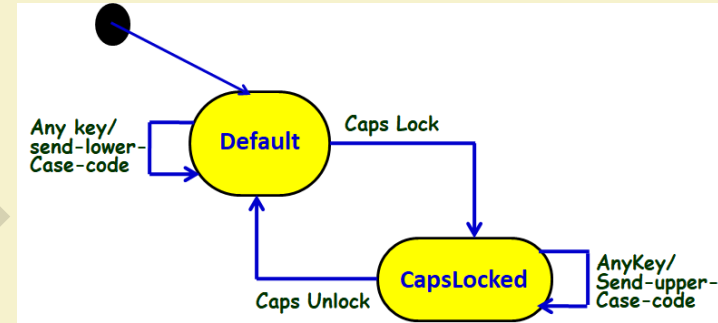 Caps Lock
Any key/
send-lower-
Case-code
Default
CapsLocked
AnyKey/
Send-upper-
Case-code
Caps Unlock